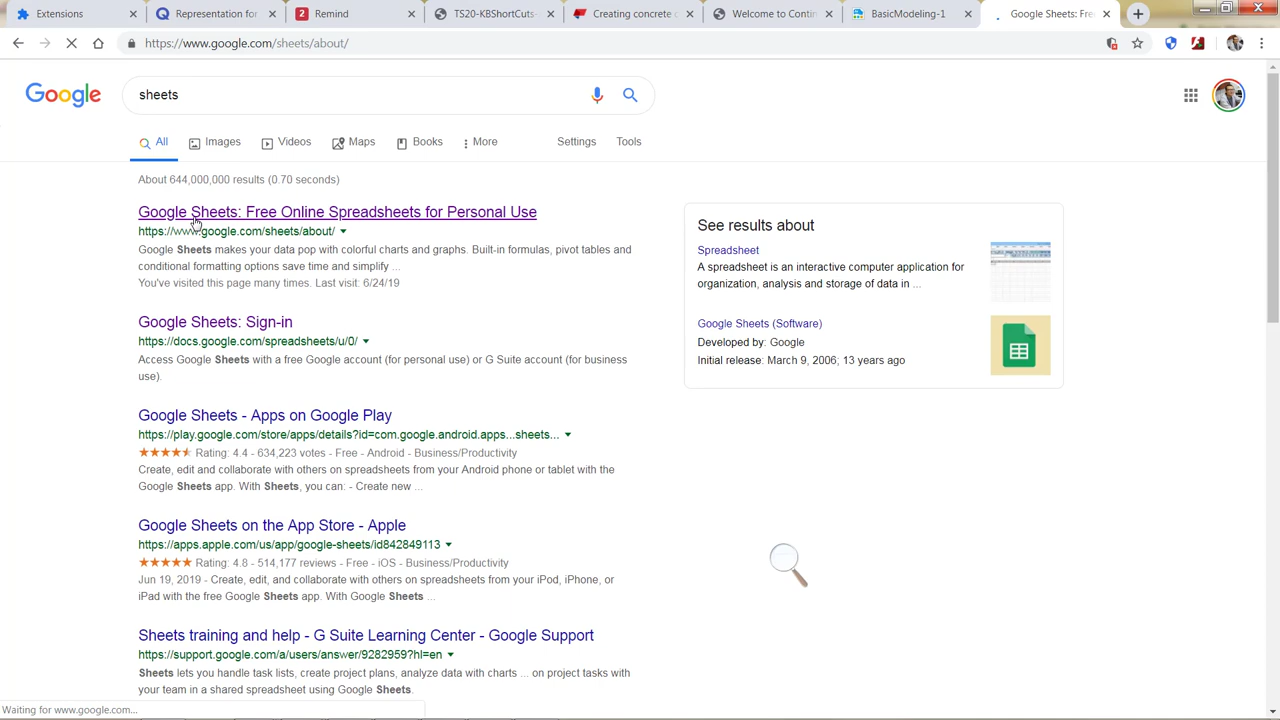 Extensions
Representation for
Remind
TS20-KBShortCuts-
Creating concrete c
Welcome to Contin
BasicModeling-1
Google Sheets: Fre
https://www.google.com/sheets/about/
Google
sheets
All
Images
Videos
Maps
Books
More
Settings
Tools
About 644,000,000 results (0.70 seconds)
Google Sheets: Free Online Spreadsheets for Personal Use
https://www.google.com/sheets/about/
Google Sheets makes your data pop with colorful charts and graphs. Built-in formulas, pivot tables and
conditional formatting options save time and simplify ...
You've visited this page many times. Last visit: 6/24/19
Google Sheets: Sign-in
https://docs.google.com/spreadsheets/u/0/
Access Google Sheets with a free Google account (for personal use) or G Suite account (for business
use).
Google Sheets - Apps on Google Play
https://play.google.com/store/apps/details?id=com.google.android.apps...sheets...
Rating: 4.4 - 634,223 votes - Free - Android - Business/Productivity
Create, edit and collaborate with others on spreadsheets from your Android phone or tablet with the
Google Sheets app. With Sheets, you can: - Create new ...
Google Sheets on the App Store - Apple
https://apps.apple.com/us/app/google-sheets/id842849113
Rating: 4.8 - 514,177 reviews - Free - iOS - Business/Productivity
Jun 19, 2019 - Create, edit, and collaborate with others on spreadsheets from your iPod, iPhone, or
iPad with the free Google Sheets app. With Google Sheets ...
Sheets training and help - G Suite Learning Center - Google Support
https://support.google.com/a/users/answer/9282959?hl=en
Sheets lets you handle task lists, create project plans, analyze data with charts ... on project tasks with
your team in a shared spreadsheet using Google Sheets.
See results about
Spreadsheet
A spreadsheet is an interactive computer application for
organization, analysis and storage of data in ...
Google Sheets (Software)
Developed by: Google
Initial release: March 9, 2006; 13 years ago
Waiting for www.google.com...